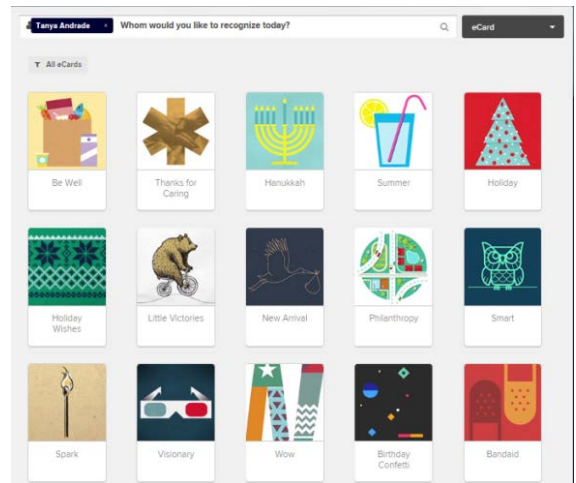 Tanya Andrade × Whom would you like to recognize today? eCard
All eCards
Be Well
Thanks for
Caring
Hanukkah
Summer
Holiday
Holiday
Wishes
Little Victories
New Arrival
Philanthropy
Smart
Spark
Visionary
Wow
Birthday
Confetti
Bandaid